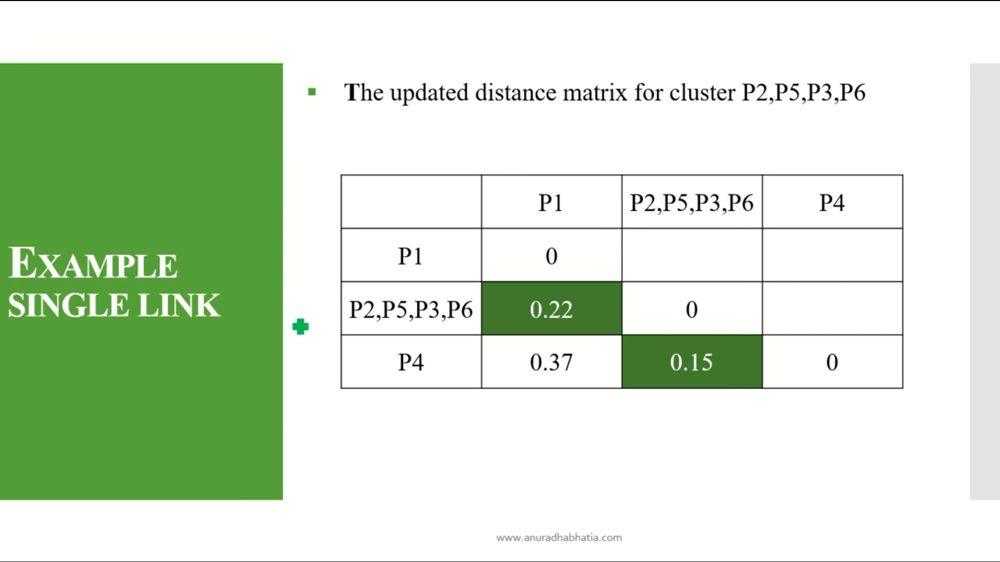 EXAMPLE
SINGLE LINK
The updated distance matrix for cluster P2,P5,P3,P6
P1 P2,P5,P3,P6 P4
P1 0
P2,P5,P3,P6 0.22 0
P4 0.37 0.15 0
www.anuradhabhatia.com